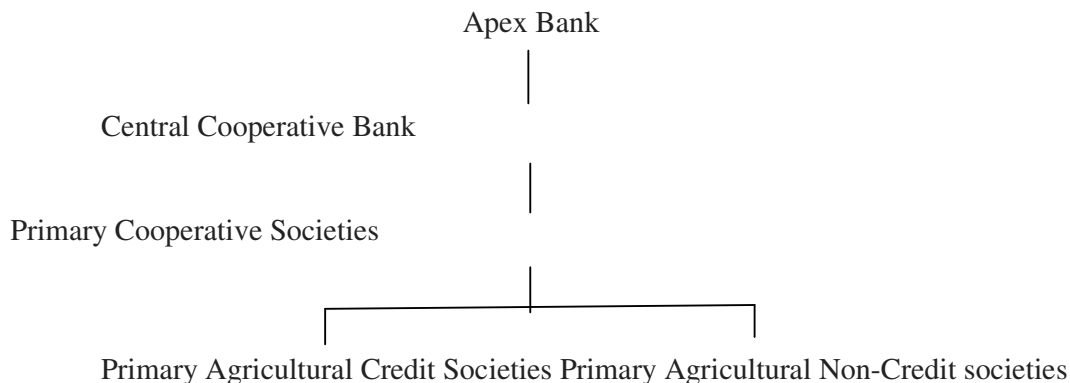 Apex Bank
Central Cooperative Bank
Primary Cooperative Societies
Primary Agricultural Credit Societies Primary Agricultural Non-Credit societies